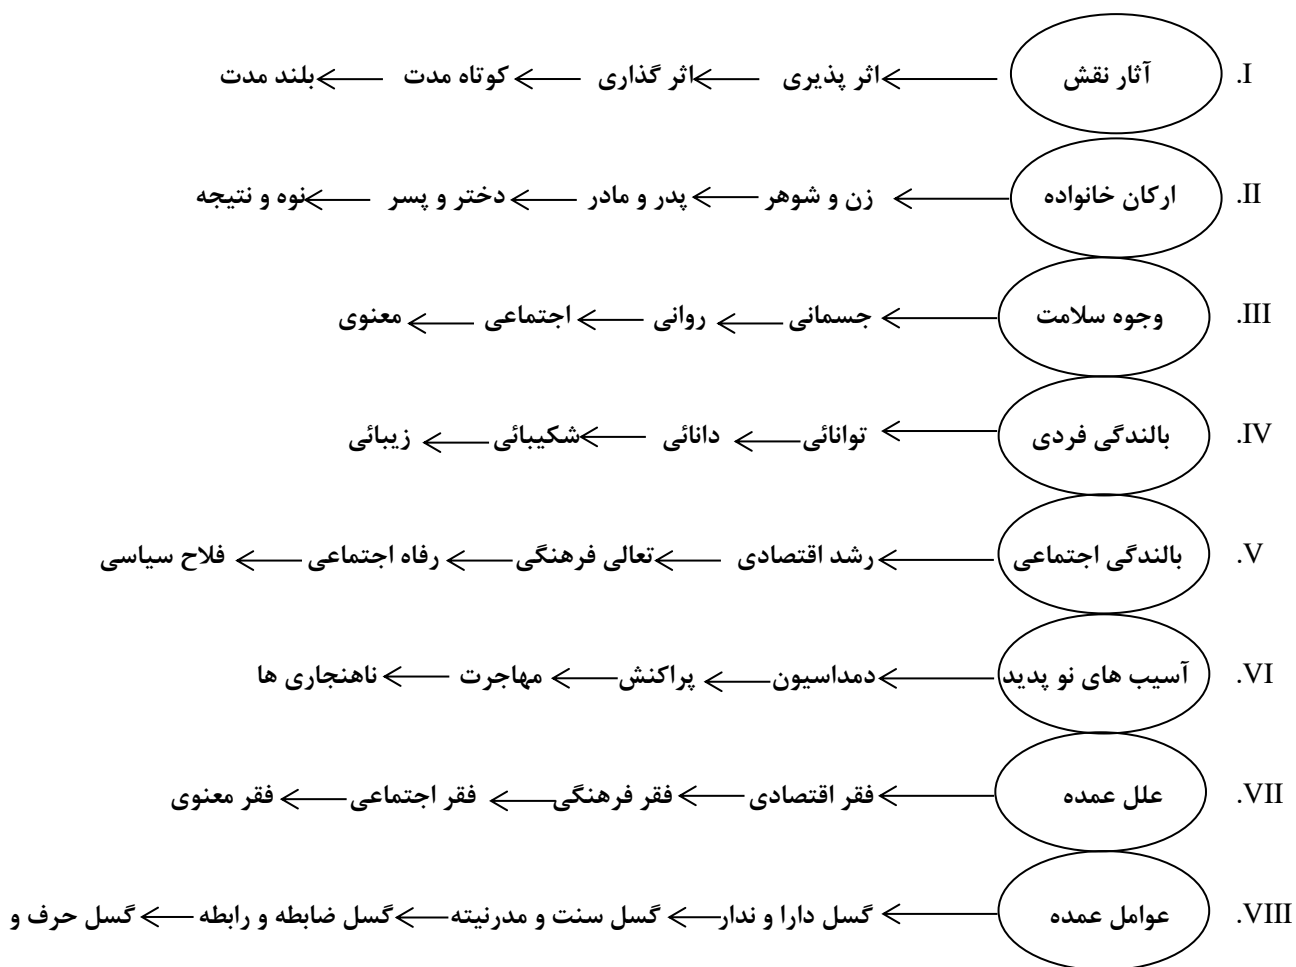 I. آثار نقش اثر پذیری اثر گذاری کوتاه مدت بلند مدت
II. ارکان خانواده زن و شوهر پدر و مادر دختر و پسر نوه و نتیجه
III. وجوه سلامت جسمانی روانی اجتماعی معنوی
IV. بالندگی فردی توانائی دانائی شکیبائی زیبائی
V. بالندگی اجتماعی رشد اقتصادی تعالی فرهنگی رفاه اجتماعی فلاح سیاسی
VI. آسیب های نو پدید دمداسیون پراکنش مهاجرت ناهنجاری ها
VII. علل عمده فقر اقتصادی فقر فرهنگی فقر اجتماعی فقر معنوی
VIII. عوامل عمده گسل دارا و ندار گسل سنت و مدرنیته گسل ضابطه و رابطه گسل حرف و